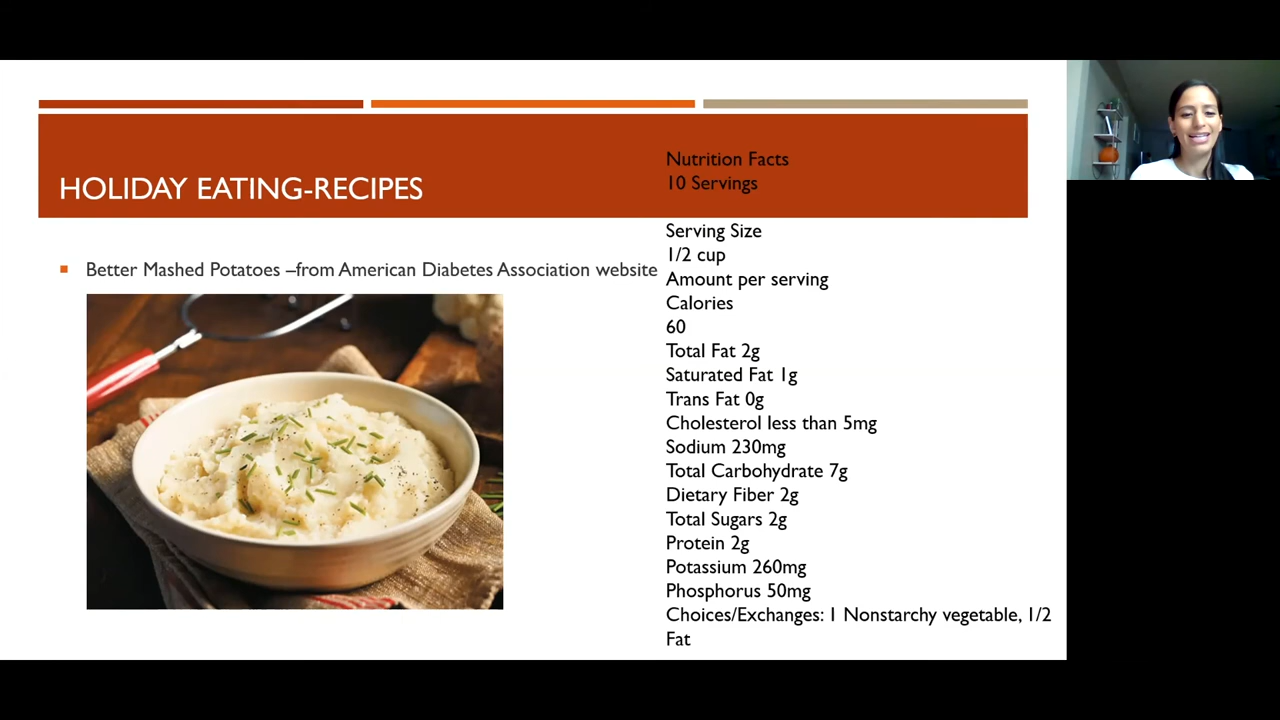 HOLIDAY EATING-RECIPES
Better Mashed Potatoes –from American Diabetes Association website
Nutrition Facts
10 Servings
Serving Size
1/2 cup
Amount per serving
Calories
60
Total Fat 2g
Saturated Fat 1g
Trans Fat 0g
Cholesterol less than 5mg
Sodium 230mg
Total Carbohydrate 7g
Dietary Fiber 2g
Total Sugars 2g
Protein 2g
Potassium 260mg
Phosphorus 50mg
Choices/Exchanges: 1 Nonstarchy vegetable, 1/2
Fat